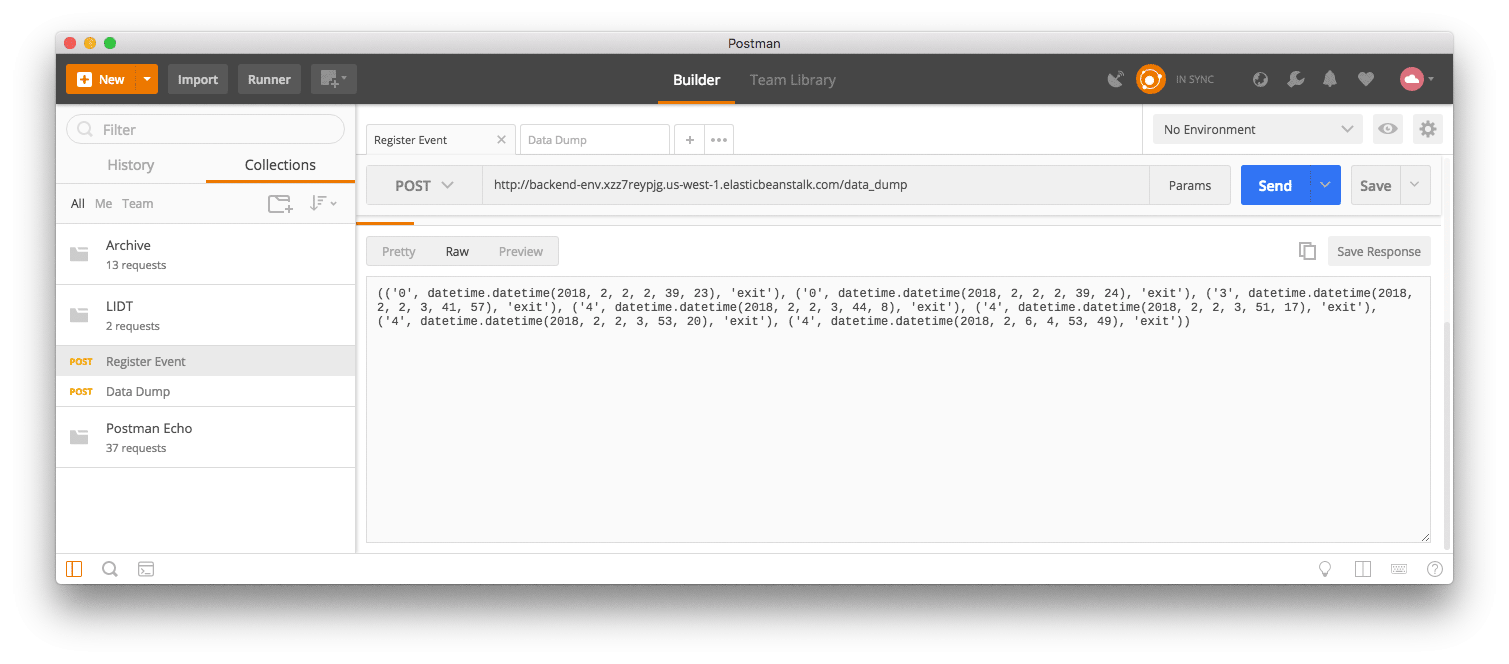 Postman
New
Import
Runner
Builder
Team Library
IN SYNC
Filter
History
Collections
All Me Team
Archive
13 requests
LIDT
2 requests
POST Register Event
POST Data Dump
Postman Echo
37 requests
Register Event
Data Dump
No Environment
POST
http://backend-env.xzz7reypjg.us-west-1.elasticbeanstalk.com/data_dump
Params
Send
Save
Pretty
Raw
Preview
Save Response
(('0', datetime.datetime(2018, 2, 2, 2, 39, 23), 'exit'), ('0', datetime.datetime(2018, 2, 2, 2, 39, 24), 'exit'), ('3', datetime.datetime(2018,
2, 2, 3, 41, 57), 'exit'), ('4', datetime.datetime(2018, 2, 2, 3, 44, 8), 'exit'), ('4', datetime.datetime(2018, 2, 2, 3, 51, 17), 'exit'),
('4', datetime.datetime(2018, 2, 2, 3, 53, 20), 'exit'), ('4', datetime.datetime(2018, 2, 6, 4, 53, 49), 'exit'))